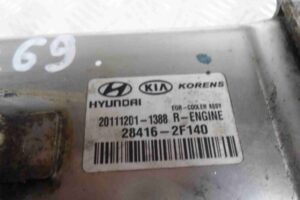 69
HYUNDAI KIA KORENS
EGR-COOLER ASSY
20111201-1388 R-ENGINE
28416-2F140